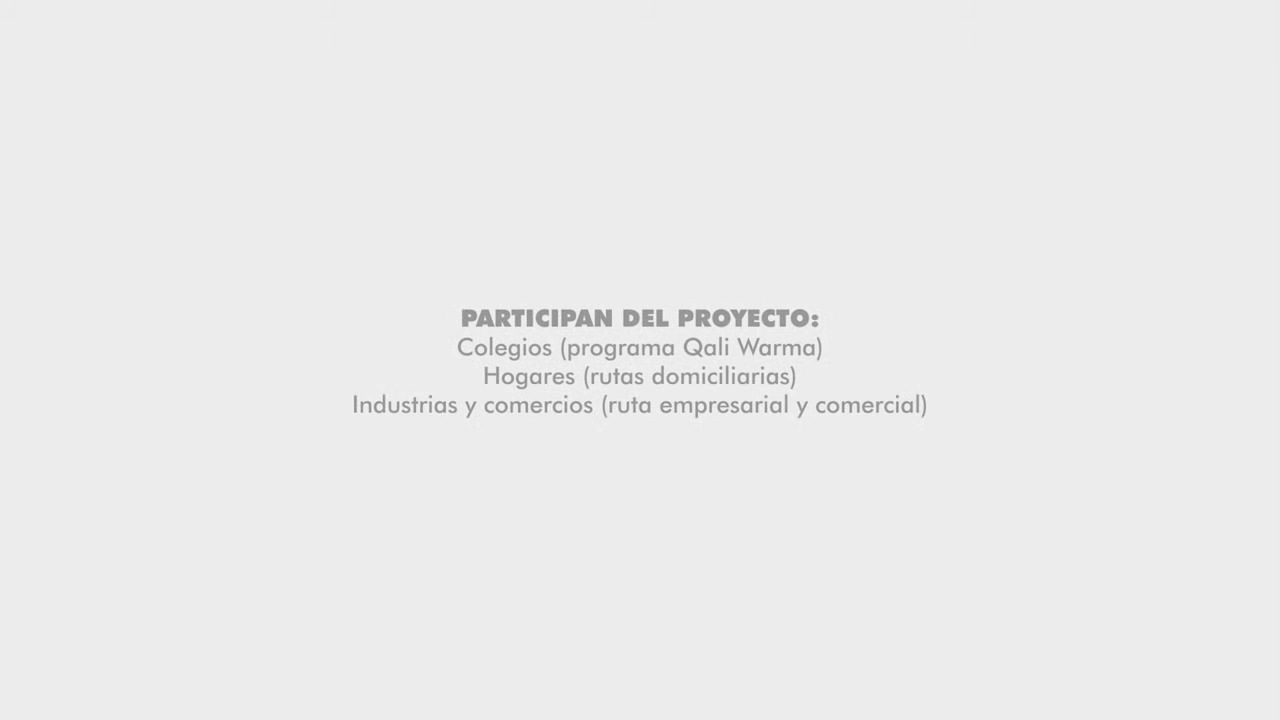 PARTICIPAN DEL PROYECTO:
Colegios (programa Qali Warma)
Hogares (rutas domiciliarias)
Industrias y comercios (ruta empresarial y comercial)